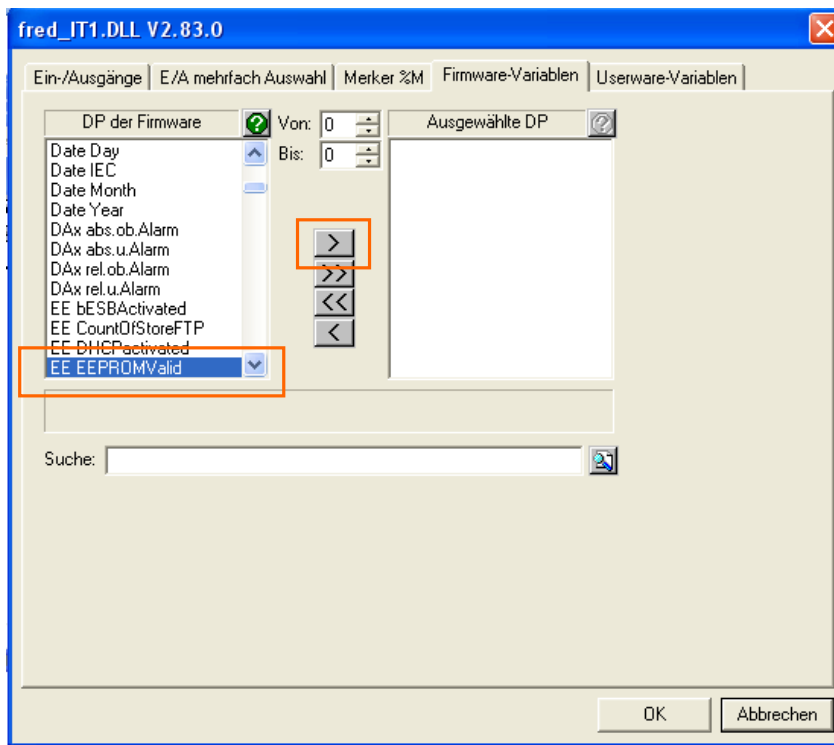 fred_IT1.DLL V2.83.0
Ein-/Ausgänge E/A mehrfach Auswahl Merker %M Firmware-Variablen Userware-Variablen
DP der Firmware Von: 0 Ausgewählte DP
Bis: 0
Date Day
Date IEC
Date Month
Date Year
DAx abs.ob.Alarm
DAx abs.u.Alarm
DAx rel.ob.Alarm
DAx rel.u.Alarm
EE bESBActivated
EE CountOfStoreFTP
EE DHCPactivated
EE EEPROMValid
>
>>
<<
<
Suche:
OK Abbrechen